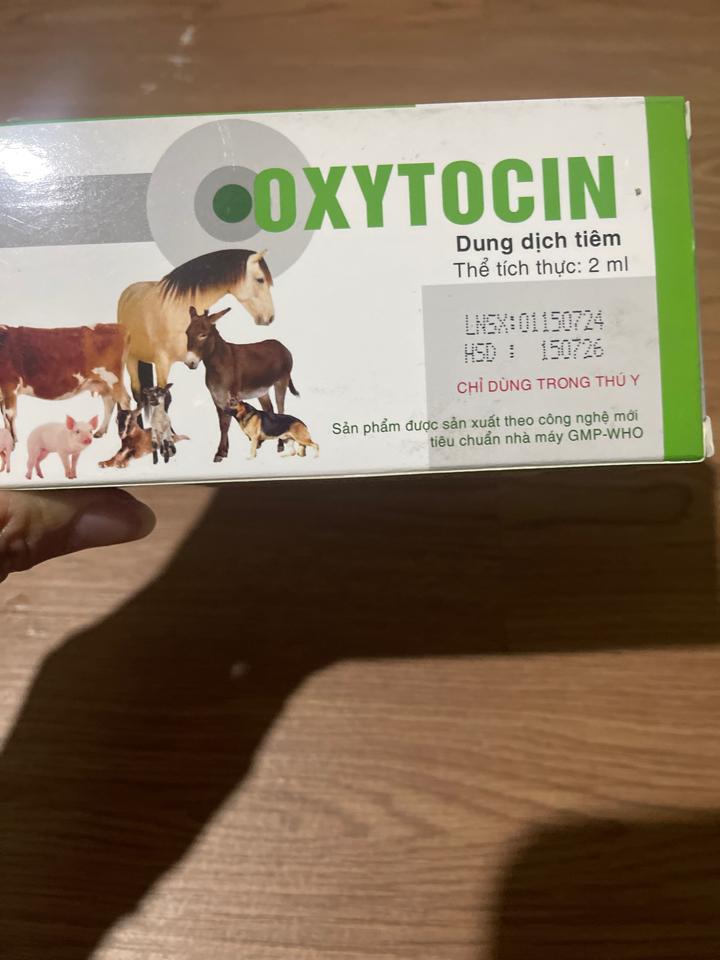 OXYTOCIN
Dung dịch tiêm
Thể tích thực: 2 ml
LNSX:01150724
HSD : 150726
CHỈ DÙNG TRONG THÚ Y
Sản phẩm được sản xuất theo công nghệ mới
tiêu chuẩn nhà máy GMP-WHO